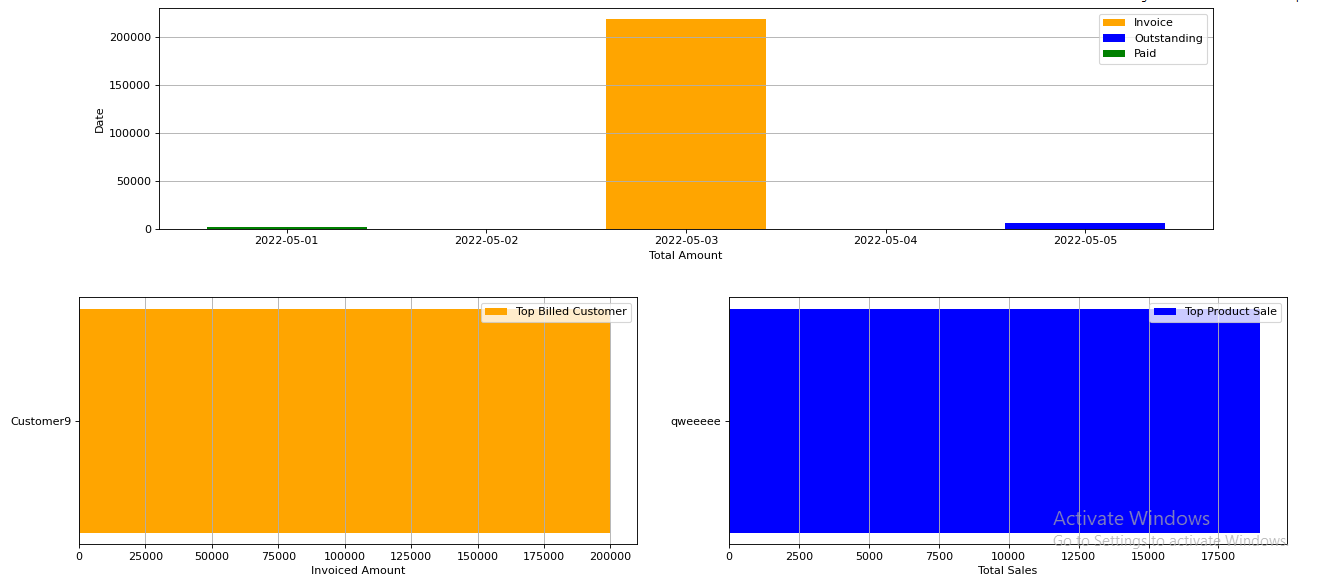 Invoice
Outstanding
Paid
200000
150000
100000
50000
0
Date
2022-05-01 2022-05-02 2022-05-03 2022-05-04 2022-05-05
Total Amount
Top Billed Customer
Customer9
0 25000 50000 75000 100000 125000 150000 175000 200000
Invoiced Amount
Top Product Sale
qweeeee
0 2500 5000 7500 10000 12500 15000 17500
Total Sales
Activate Windows
Go to Settings to activate Windows.